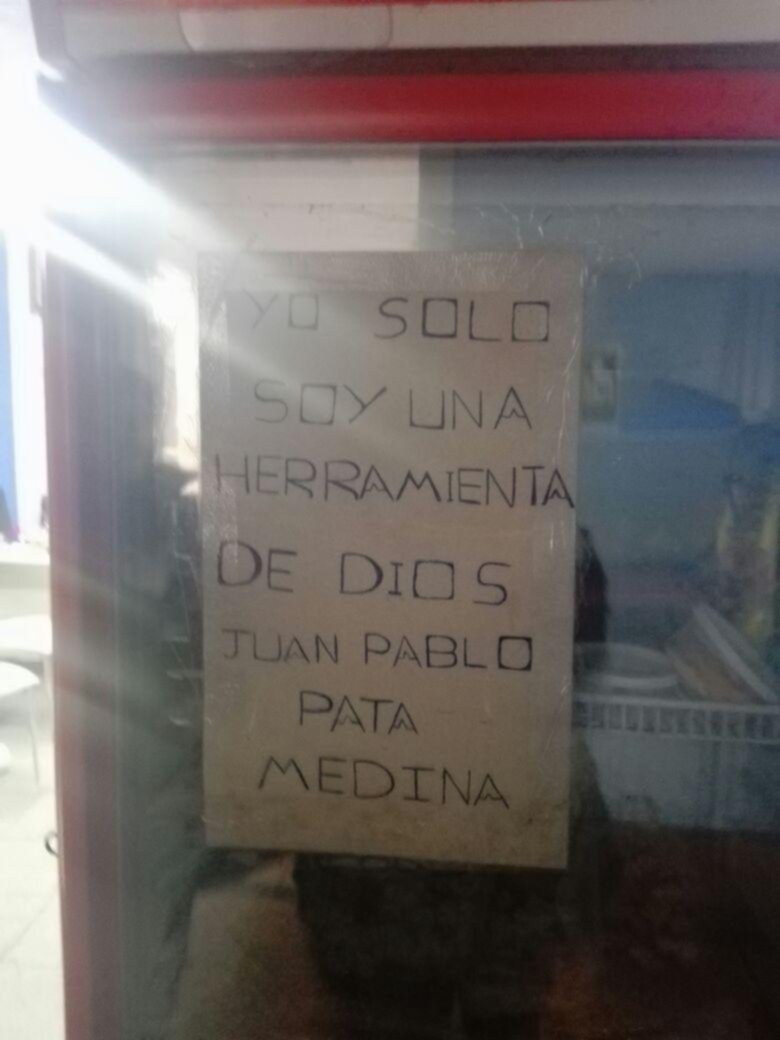 YO SOLO
SOY UNA
HERRAMIENTA
DE DIOS
JUAN PABLO
PATA
MEDINA